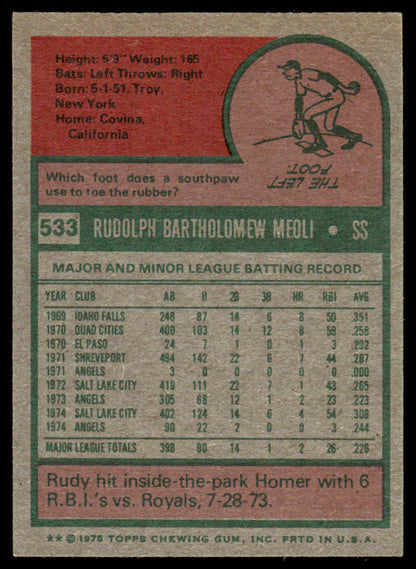 Height: 5'9" Weight: 165
Bats: Left Throws: Right
Born: 5-1-51, Troy,
New York
Home: Covina,
California
Which foot does a southpaw
use to toe the rubber?
THE LEFT
FOOT.
533 RUDOLPH BARTHOLOMEW MEOLI • SS
MAJOR AND MINOR LEAGUE BATTING RECORD
YEAR CLUB AB H 2B 3B HR RBI AVG
1969 IDAHO FALLS 248 87 14 6 8 50 .351
1970 QUAD CITIES 400 103 14 12 8 59 .258
1970 EL PASO 24 7 1 0 0 1 .292
1971 SHREVEPORT 494 142 22 6 7 44 .287
1971 ANGELS 3 0 0 0 0 0 .000
1972 SALT LAKE CITY 419 111 22 7 1 43 .265
1973 ANGELS 305 68 12 1 2 23 .223
1974 SALT LAKE CITY 402 124 14 6 4 54 .308
1974 ANGELS 90 22 2 1 0 3 .244
MAJOR LEAGUE TOTALS 398 90 14 1 2 26 .226
Rudy hit inside-the-park Homer with 6
R.B.I.'s vs. Royals, 7-28-73.
** © 1975 TOPPS CHEWING GUM, INC. PRTD IN U.S.A.